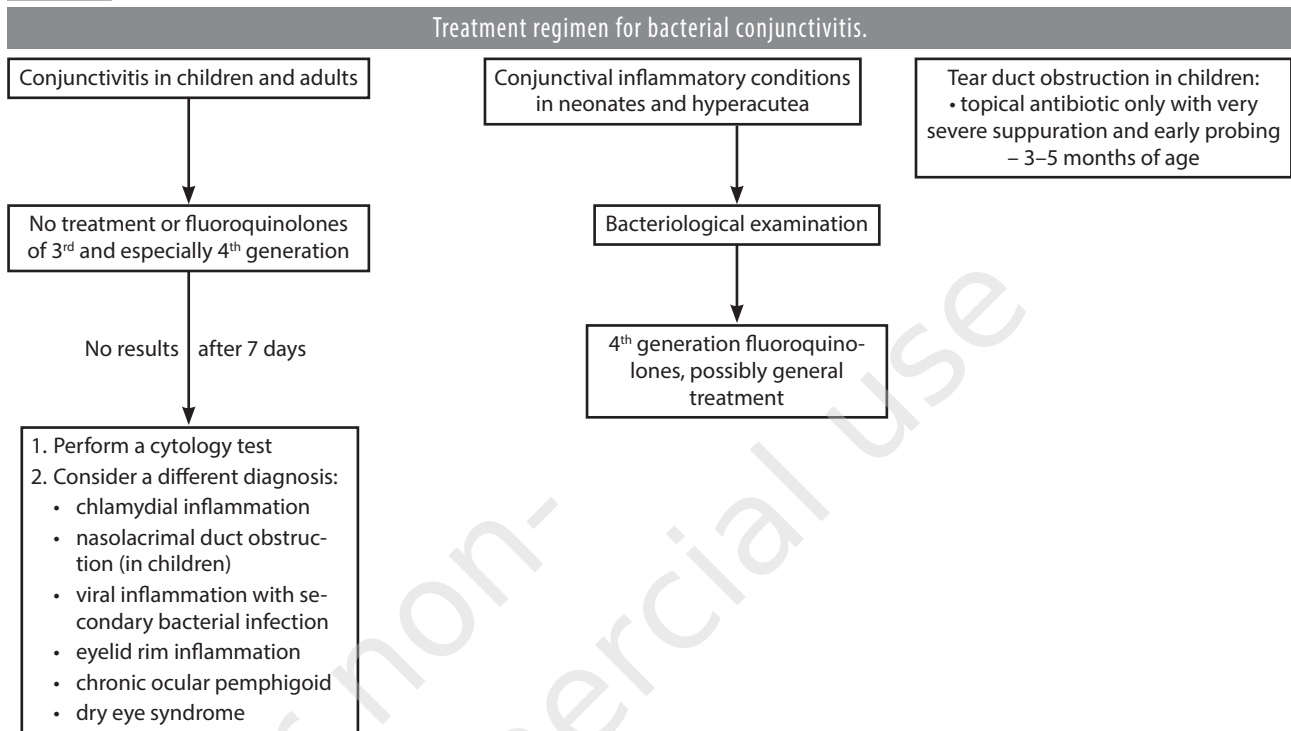 Treatment regimen for bacterial conjunctivitis.
Conjunctivitis in children and adults
No treatment or fluoroquinolones
of 3rd and especially 4th generation
No results after 7 days
1. Perform a cytology test
2. Consider a different diagnosis:
• chlamydial inflammation
• nasolacrimal duct obstruc-
tion (in children)
• viral inflammation with se-
condary bacterial infection
• eyelid rim inflammation
• chronic ocular pemphigoid
• dry eye syndrome
Conjunctival inflammatory conditions
in neonates and hyperacutea
Bacteriological examination
4th generation fluoroquino-
lones, possibly general
treatment
Tear duct obstruction in children:
• topical antibiotic only with very
severe suppuration and early probing
– 3–5 months of age
non-
ercial use